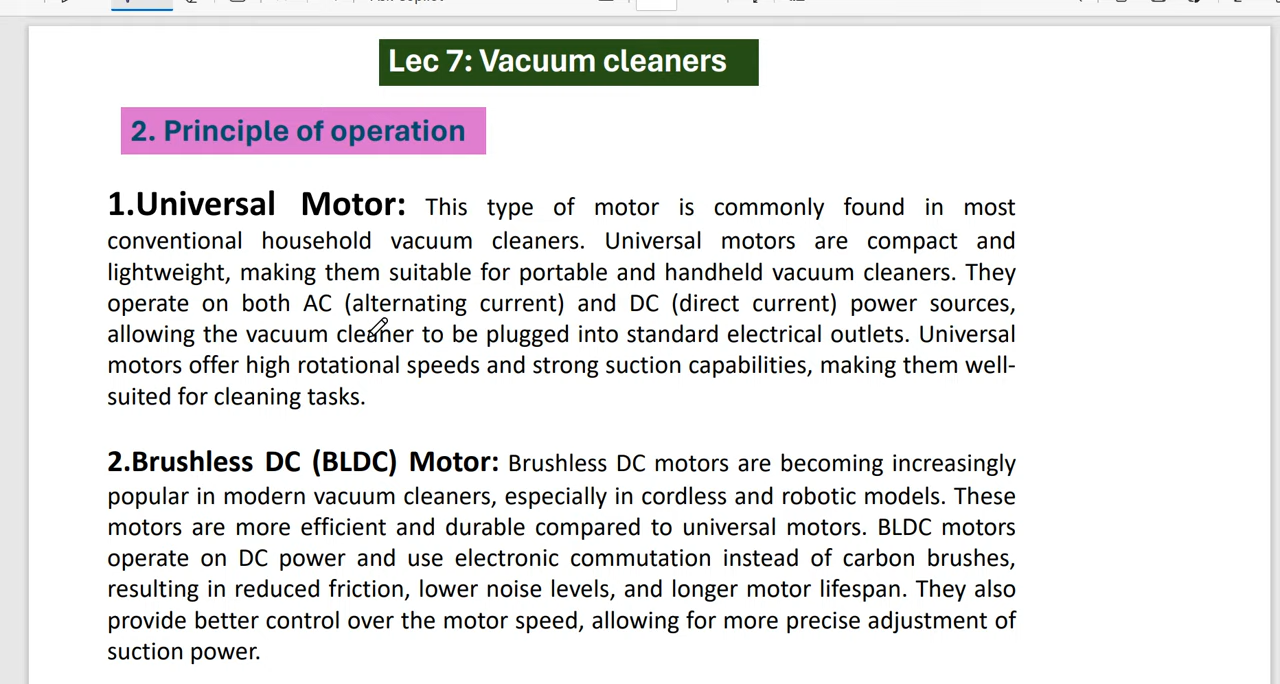 Lec 7: Vacuum cleaners
2. Principle of operation
1.Universal Motor: This type of motor is commonly found in most
conventional household vacuum cleaners. Universal motors are compact and
lightweight, making them suitable for portable and handheld vacuum cleaners. They
operate on both AC (alternating current) and DC (direct current) power sources,
allowing the vacuum cleaner to be plugged into standard electrical outlets. Universal
motors offer high rotational speeds and strong suction capabilities, making them well-
suited for cleaning tasks.
2.Brushless DC (BLDC) Motor: Brushless DC motors are becoming increasingly
popular in modern vacuum cleaners, especially in cordless and robotic models. These
motors are more efficient and durable compared to universal motors. BLDC motors
operate on DC power and use electronic commutation instead of carbon brushes,
resulting in reduced friction, lower noise levels, and longer motor lifespan. They also
provide better control over the motor speed, allowing for more precise adjustment of
suction power.